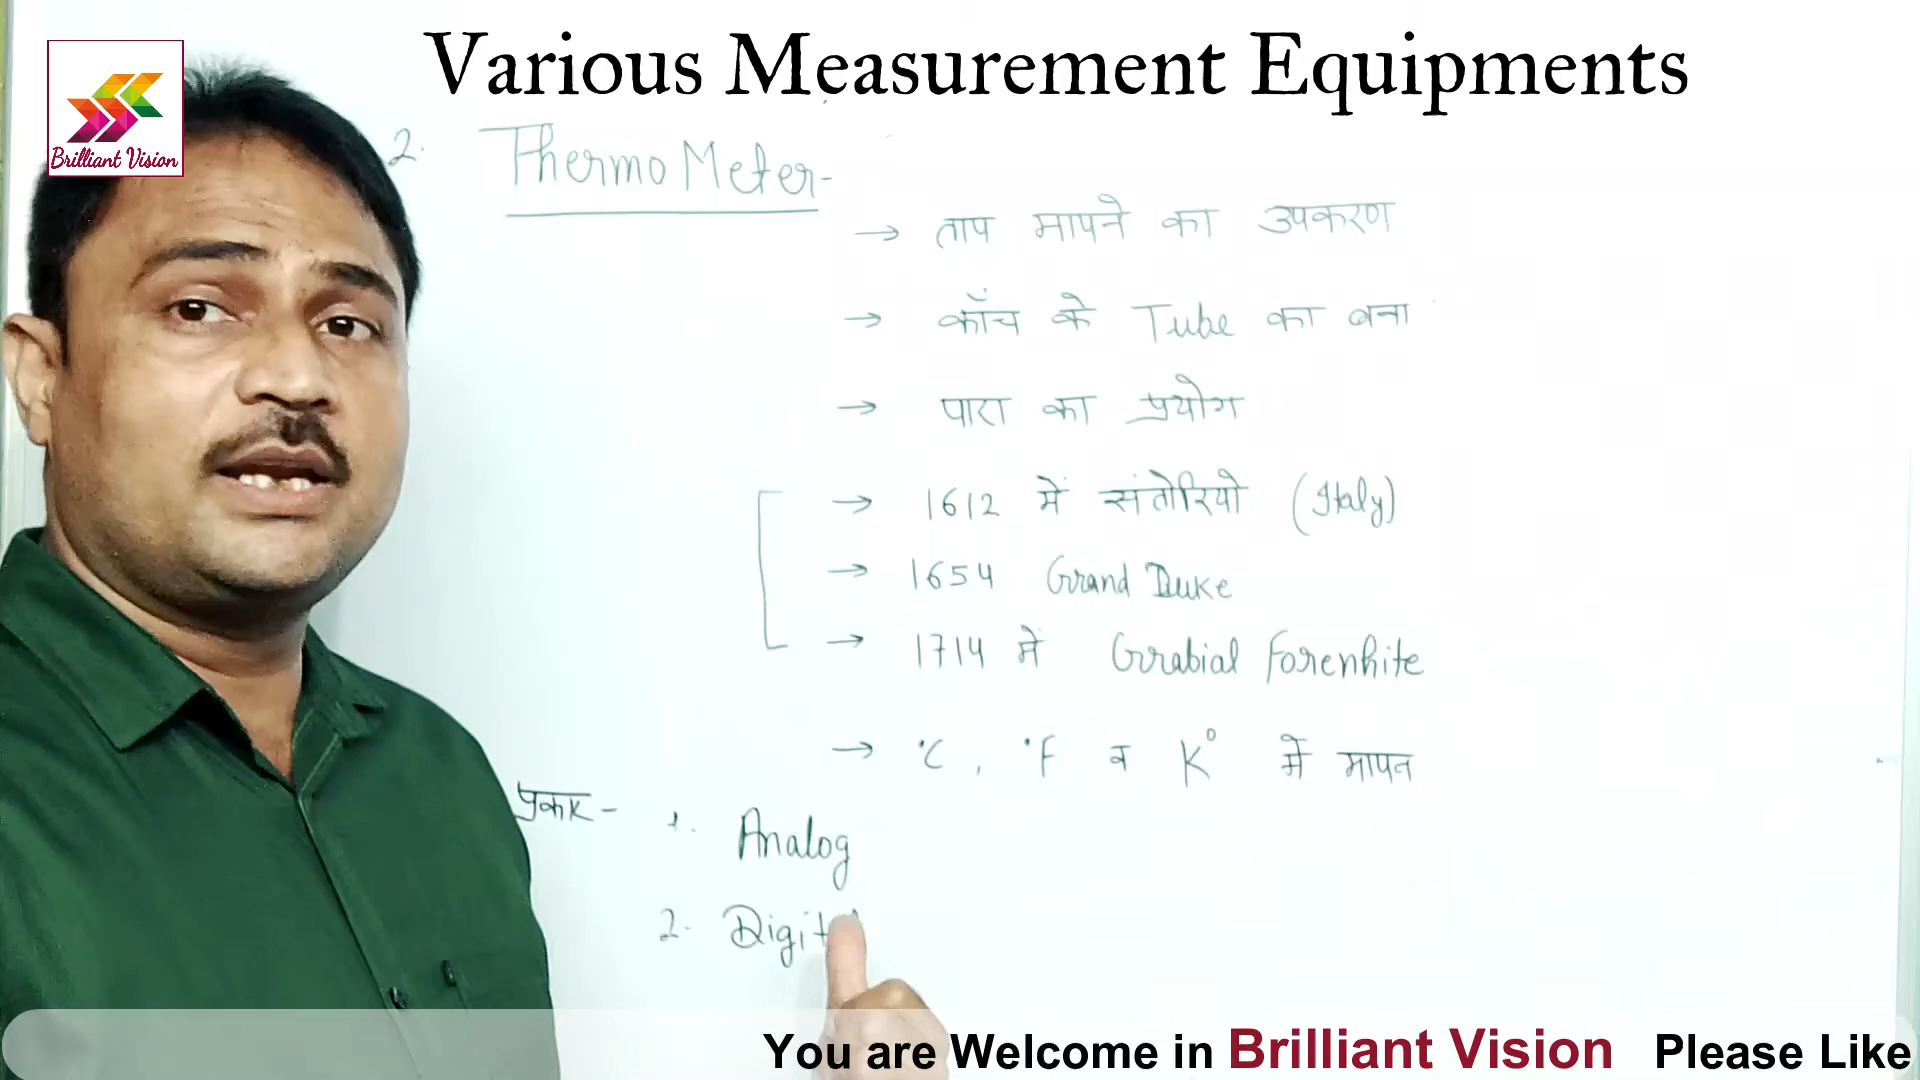 Various Measurement Equipments
Brilliant Vision
2. Thermo Meter-
→ ताप मापने का उपकरण
→ काँच के Tube का बना
→ पारा का प्रयोग
→ 1612 में संतोरियो (Italy)
→ 1654 Grand Duke
→ 1714 में Grabial Forenhite
→ °C, °F व K° में मापन
1. Analog
2. Digit
You are Welcome in Brilliant Vision Please Like